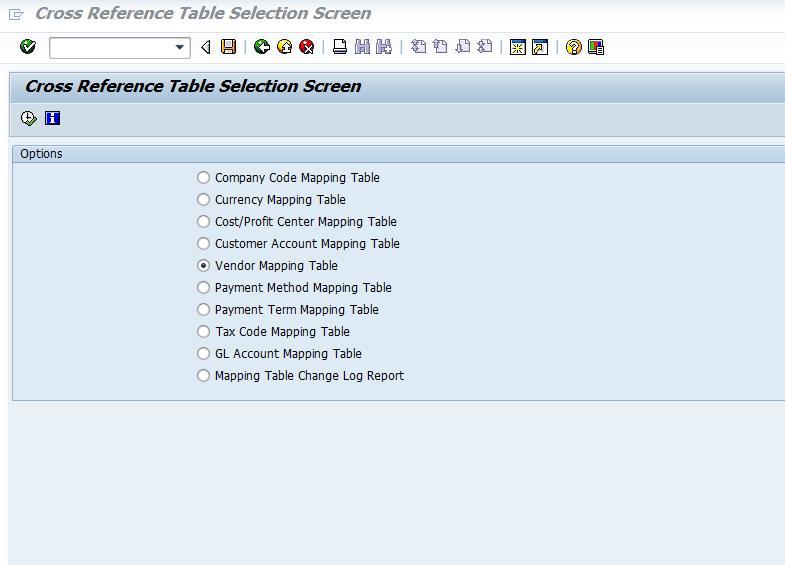 Cross Reference Table Selection Screen
Cross Reference Table Selection Screen
Options
Company Code Mapping Table
Currency Mapping Table
Cost/Profit Center Mapping Table
Customer Account Mapping Table
Vendor Mapping Table
Payment Method Mapping Table
Payment Term Mapping Table
Tax Code Mapping Table
GL Account Mapping Table
Mapping Table Change Log Report